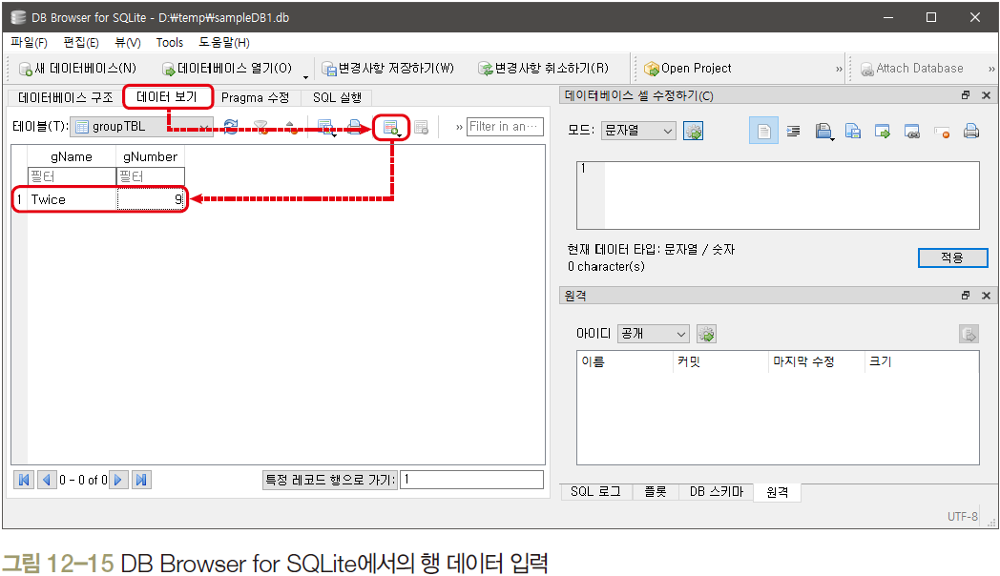 DB Browser for SQLite - D:₩temp₩sampleDB1.db
파일(F) 편집(E) 뷰(V) Tools 도움말(H)
새 데이터베이스(N) 데이터베이스 열기(O) 변경사항 저장하기(W) 변경사항 취소하기(R) Open Project » Attach Database »
데이터베이스 구조 데이터 보기 Pragma 수정 SQL 실행
테이블(T): groupTBL » Filter in an···
gName gNumber
필터 필터
1 Twice 9
0 - 0 of 0 특정 레코드 행으로 가기: 1
데이터베이스 셀 수정하기(C)
모드: 문자열
1
현재 데이터 타입: 문자열 / 숫자
0 character(s)
적용
원격
아이디 공개
이름 커밋 마지막 수정 크기
SQL 로그 플롯 DB 스키마 원격
UTF-8
그림 12-15 DB Browser for SQLite에서의 행 데이터 입력